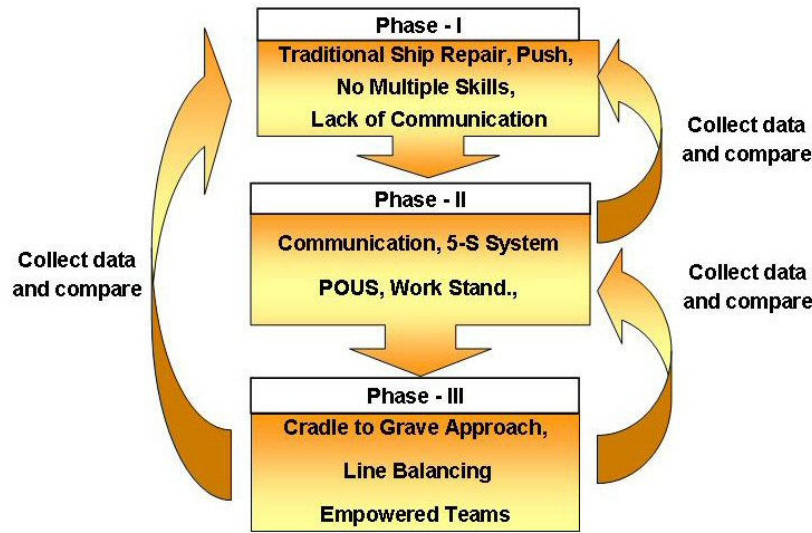 Phase - I
Traditional Ship Repair, Push,
No Multiple Skills,
Lack of Communication
Collect data
and compare
Phase - II
Communication, 5-S System
POUS, Work Stand.,
Collect data
and compare
Collect data
and compare
Phase - III
Cradle to Grave Approach,
Line Balancing
Empowered Teams